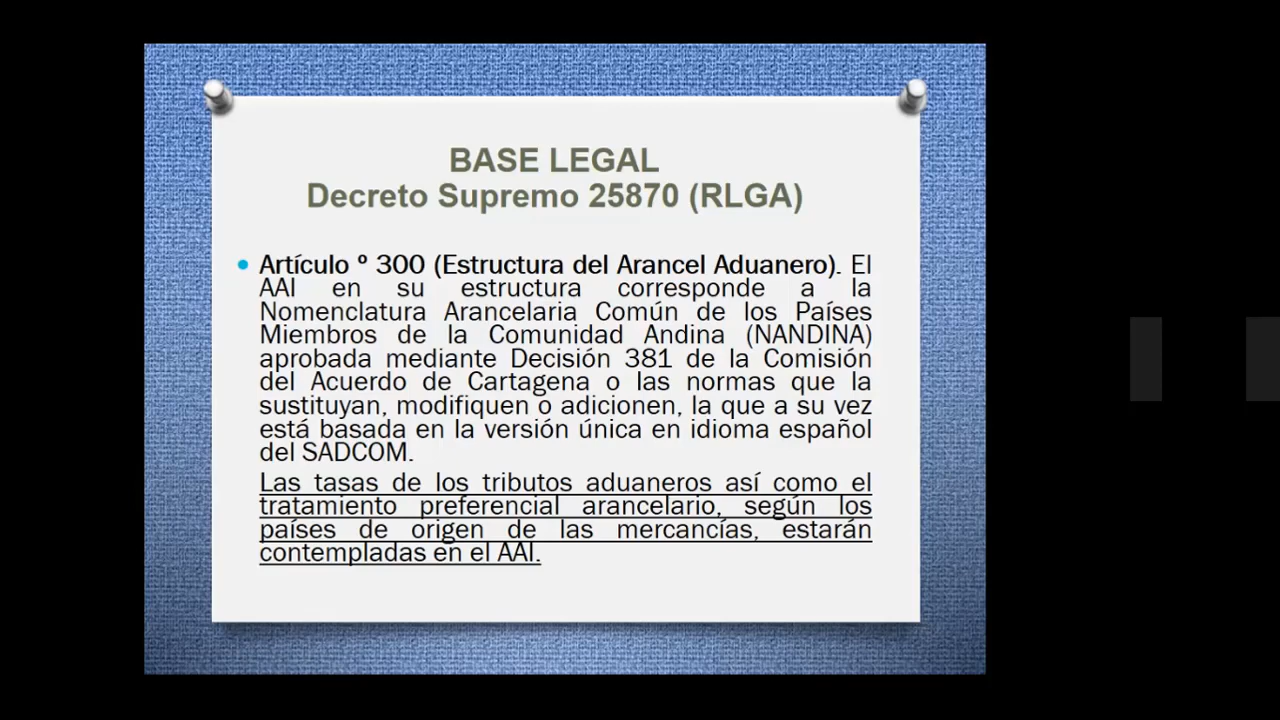 BASE LEGAL
Decreto Supremo 25870 (RLGA)
• Artículo º 300 (Estructura del Arancel Aduanero). El
AAI en su estructura corresponde a la
Nomenclatura Arancelaria Común de los Países
Miembros de la Comunidad Andina (NANDINA)
aprobada mediante Decisión 381 de la Comisión
del Acuerdo de Cartagena o las normas que la
sustituyan, modifiquen o adicionen, la que a su vez
está basada en la versión única en idioma español
del SADCOM.
Las tasas de los tributos aduaneros así como el
tratamiento preferencial arancelario, según los
países de origen de las mercancías, estarán
contempladas en el AAI.